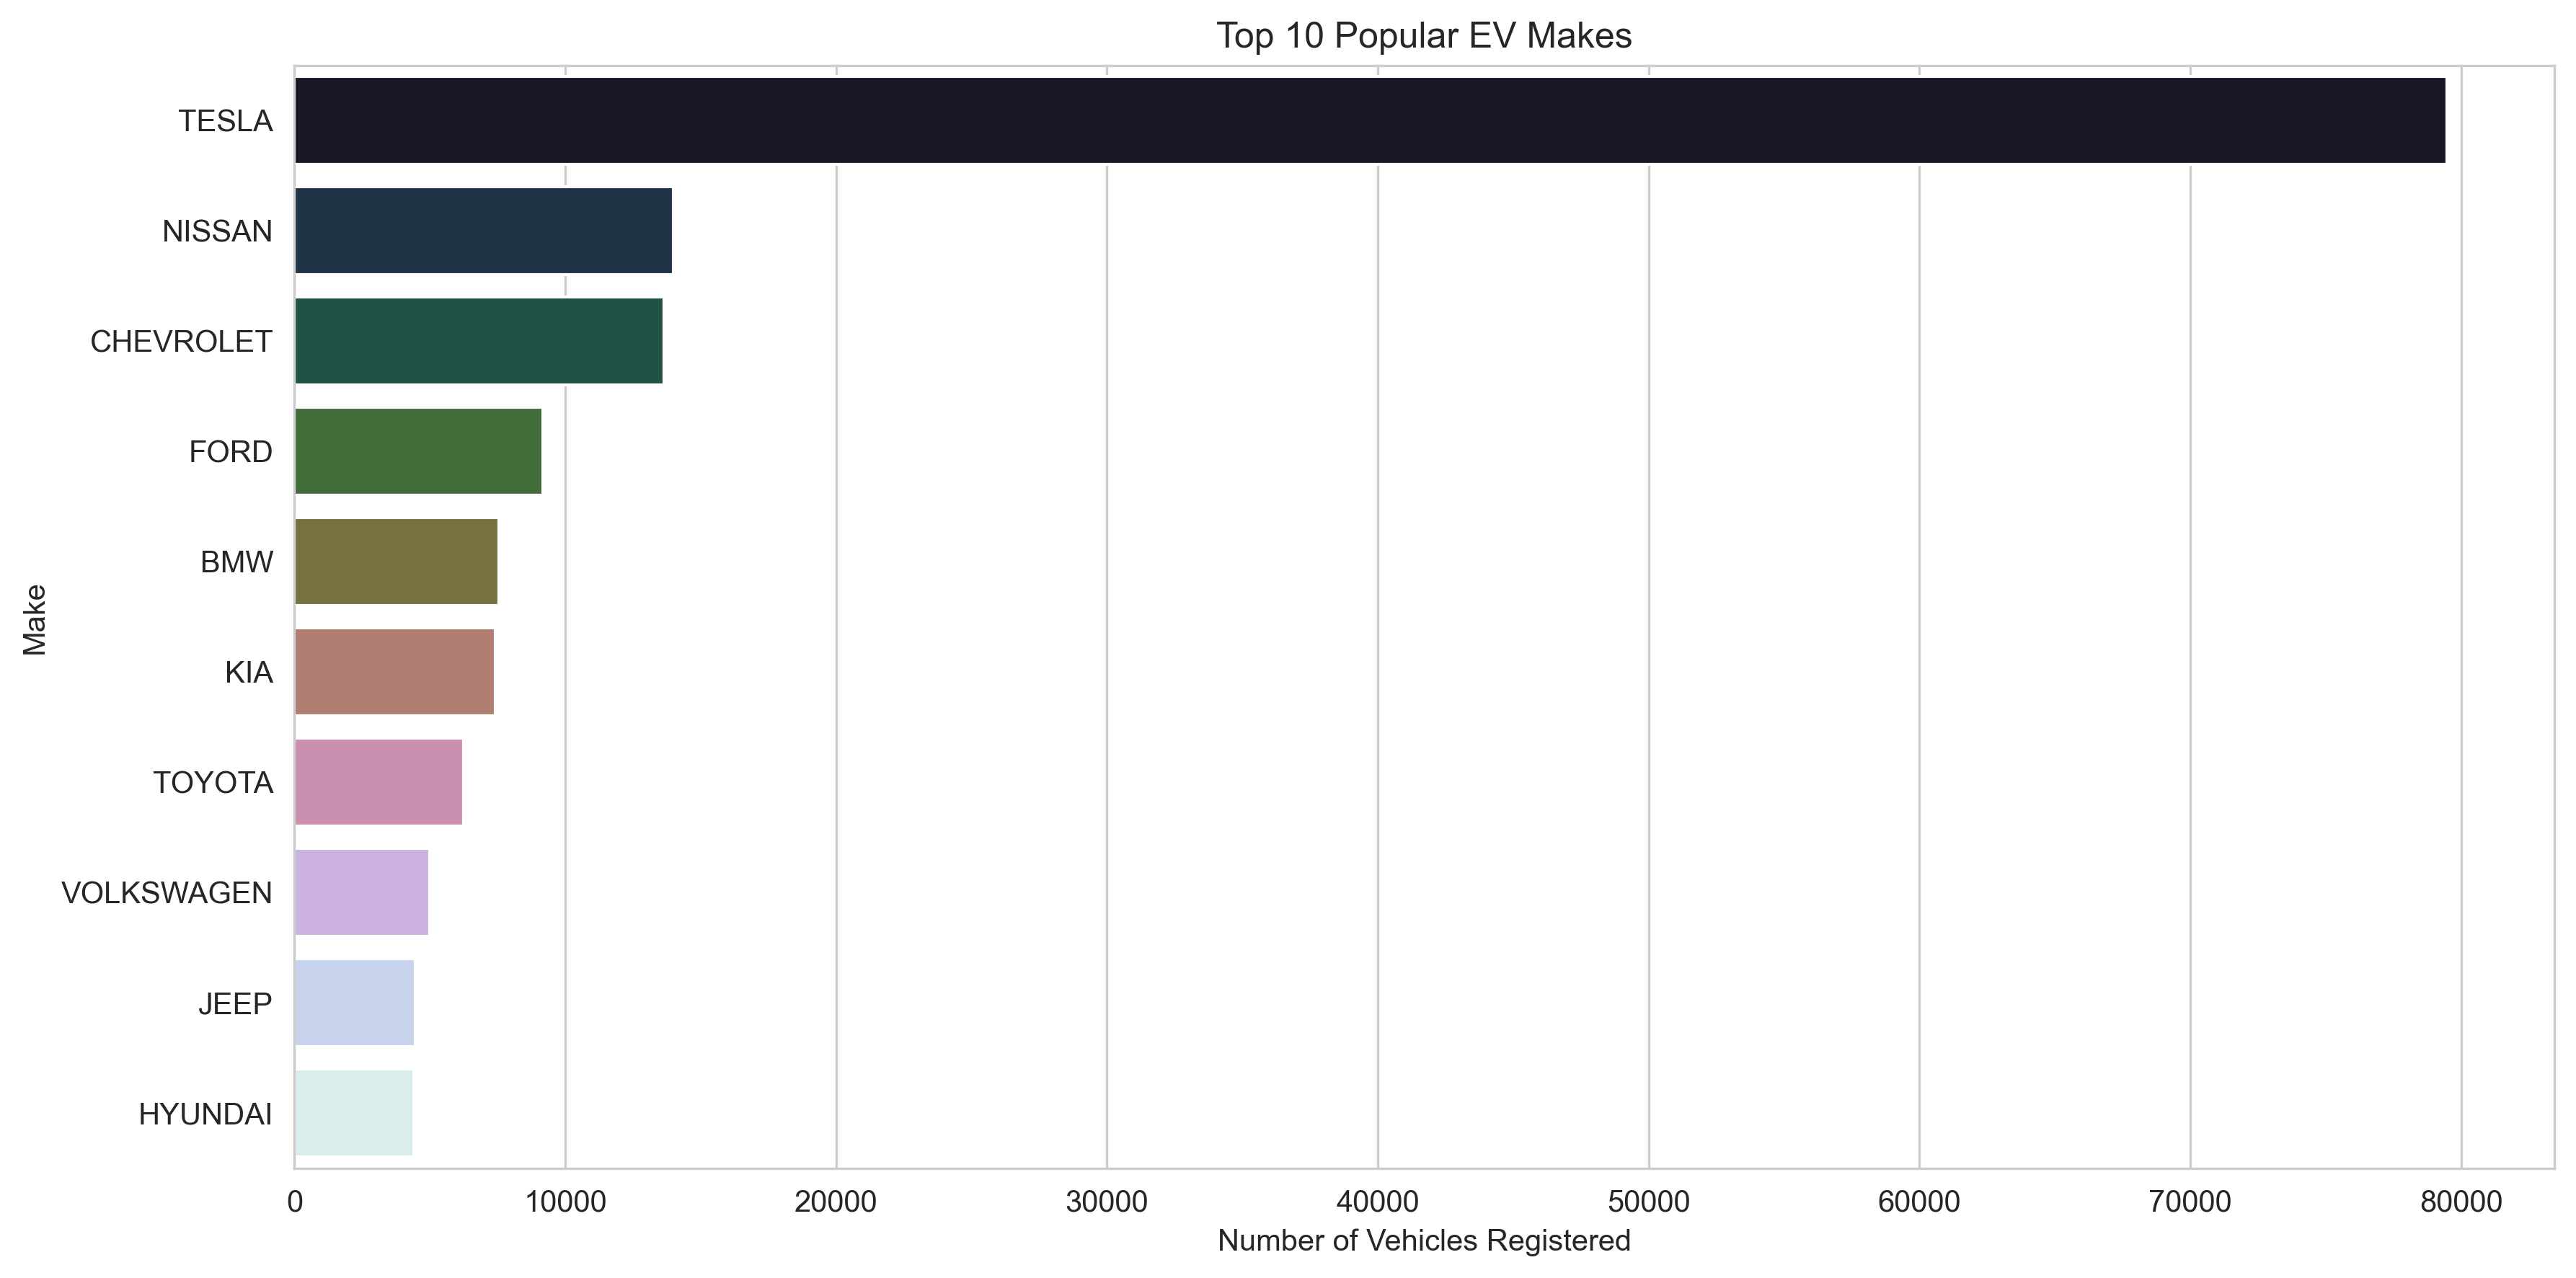 Top 10 Popular EV Makes
TESLA
NISSAN
CHEVROLET
FORD
BMW
KIA
TOYOTA
VOLKSWAGEN
JEEP
HYUNDAI
Make
0 10000 20000 30000 40000 50000 60000 70000 80000
Number of Vehicles Registered